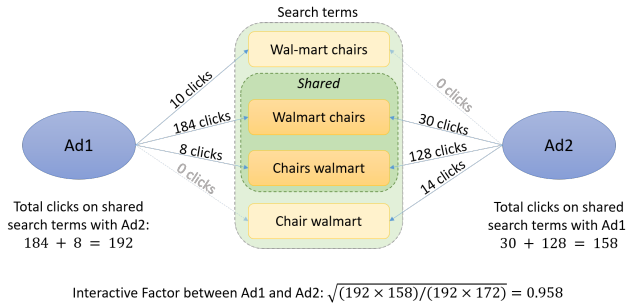 Search terms
Wal-mart chairs
10 clicks
0 clicks
Shared
184 clicks
Walmart chairs
30 clicks
Ad1
Ad2
8 clicks
Chairs walmart
128 clicks
0 clicks
14 clicks
Chair walmart
Total clicks on shared
search terms with Ad2:
184 + 8 = 192
Total clicks on shared
search terms with Ad1
30 + 128 = 158
Interactive Factor between Ad1 and Ad2: √(192 × 158)/(192 × 172) = 0.958